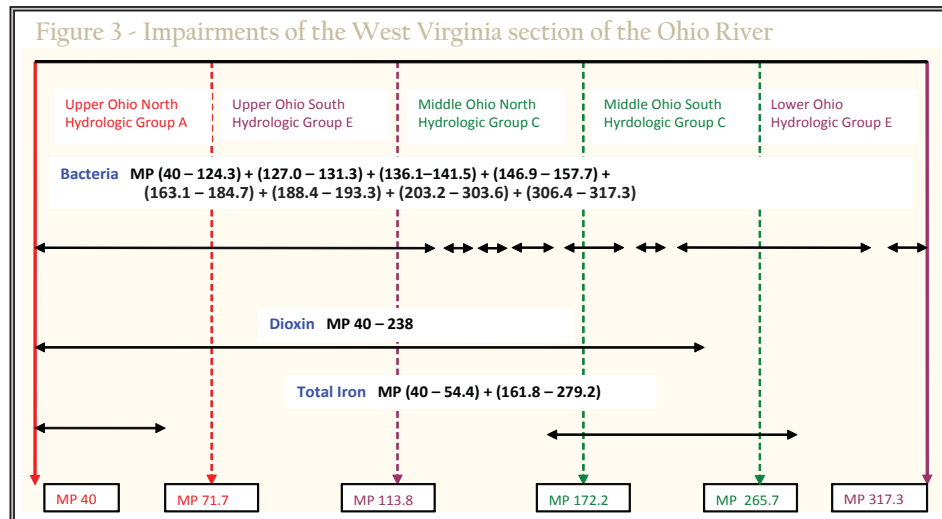 Figure 3 - Impairments of the West Virginia section of the Ohio River
Upper Ohio North
Hydrologic Group A
Upper Ohio South
Hydrologic Group E
Middle Ohio North
Hydrologic Group C
Middle Ohio South
Hyrdologic Group C
Lower Ohio
Hydrologic Group E
Bacteria MP (40 – 124.3) + (127.0 – 131.3) + (136.1–141.5) + (146.9 – 157.7) +
(163.1 – 184.7) + (188.4 – 193.3) + (203.2 – 303.6) + (306.4 – 317.3)
Dioxin MP 40 – 238
Total Iron MP (40 – 54.4) + (161.8 – 279.2)
MP 40
MP 71.7
MP 113.8
MP 172.2
MP 265.7
MP 317.3